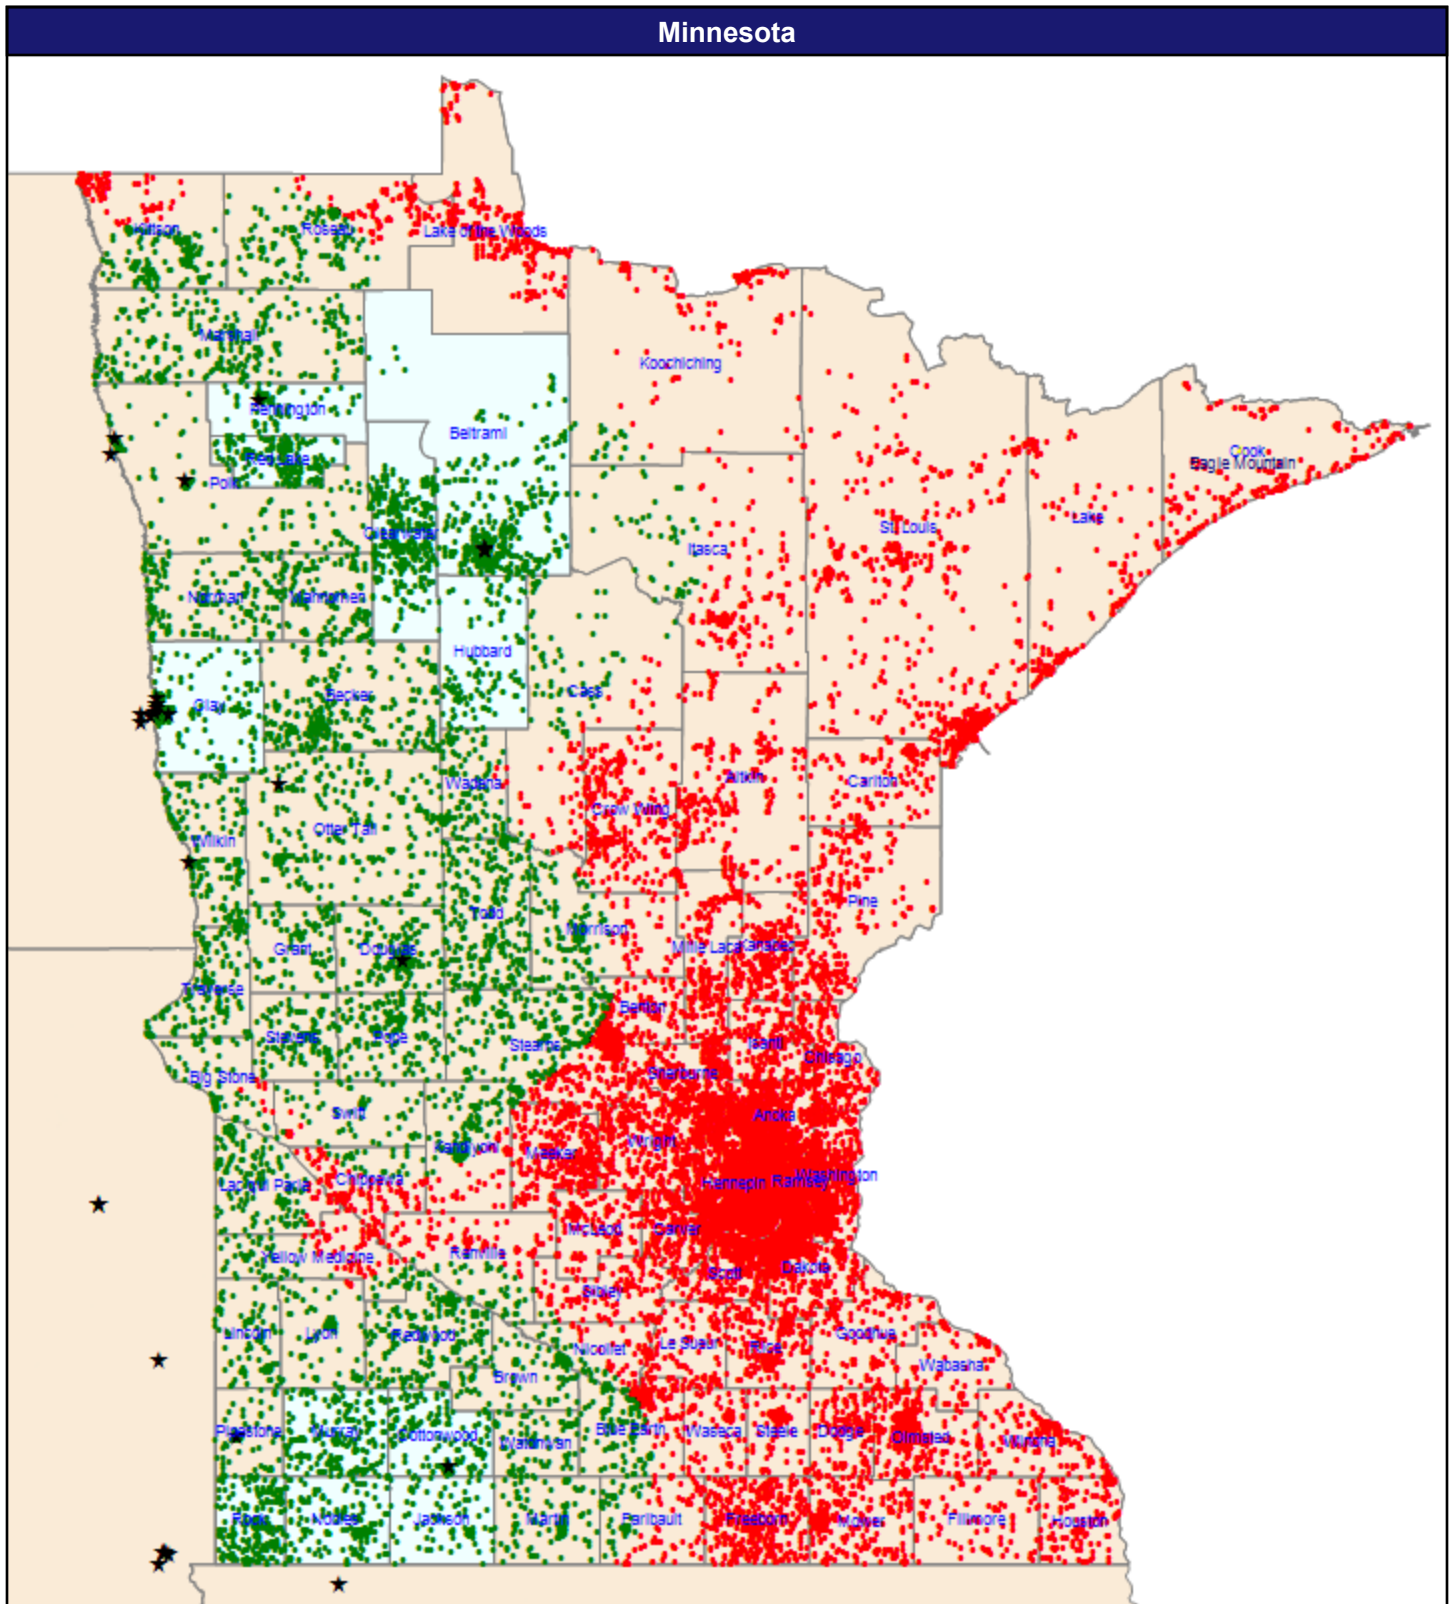 Minnesota
Kittson
Roseau
Lake of the Woods
Marshall
Koochiching
Pennington
Beltrami
Red Lake
Polk
Cook
Eagle Mountain
Lake
St. Louis
Clearwater
Itasca
Norman
Mahnomen
Hubbard
Cass
Becker
Clay
Wadena
Aitkin
Carlton
Crow Wing
Otter Tail
Wilkin
Pine
Todd
Morrison
Mille Lacs
Kanabec
Grant
Douglas
Traverse
Benton
Stevens
Pope
Stearns
Isanti
Chisago
Big Stone
Sherburne
Swift
Anoka
Kandiyohi
Meeker
Wright
Lac qui Parle
Chippewa
Hennepin
Ramsey
Washington
McLeod
Carver
Yellow Medicine
Renville
Scott
Dakota
Sibley
Lincoln
Lyon
Redwood
Nicollet
Le Sueur
Rice
Goodhue
Wabasha
Brown
Pipestone
Murray
Cottonwood
Watonwan
Blue Earth
Waseca
Steele
Dodge
Olmsted
Winona
Rock
Nobles
Jackson
Martin
Faribault
Freeborn
Mower
Fillmore
Houston